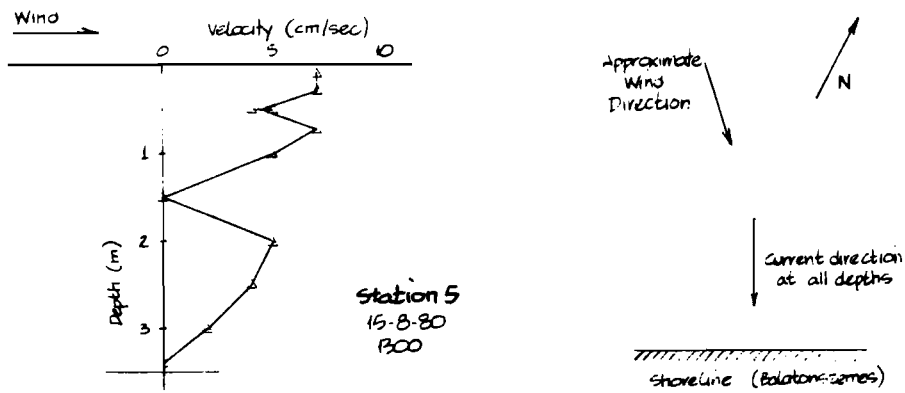 Wind
Velocity (cm/sec)
0 5 10
Depth (m)
1
2
3
Station 5
15-8-80
1300
Approximate
Wind
Direction
N
Current direction
at all depths
Shoreline (Balatonszemes)